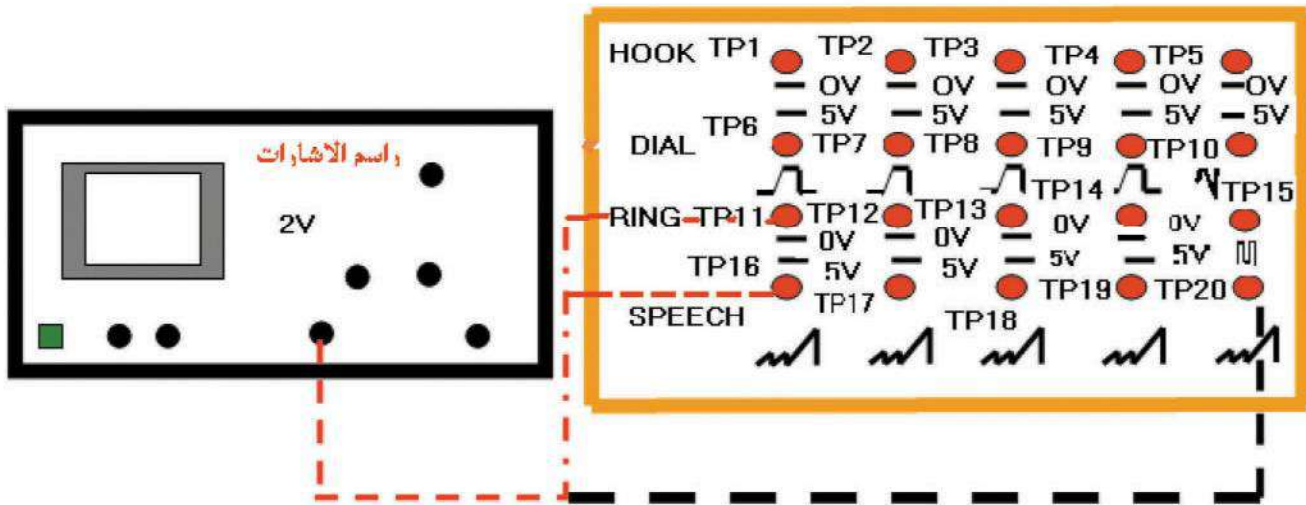 راسم الاشارات
2V
HOOK TP1 TP2 TP3 TP4 TP5
0V 0V 0V 0V 0V
5V 5V 5V 5V 5V
TP6
DIAL TP7 TP8 TP9 TP10
TP14 TP15
RING TP11 TP12 TP13 0V 0V
0V 0V
5V 5V
TP16 5V 5V
TP17 TP19 TP20
SPEECH TP18